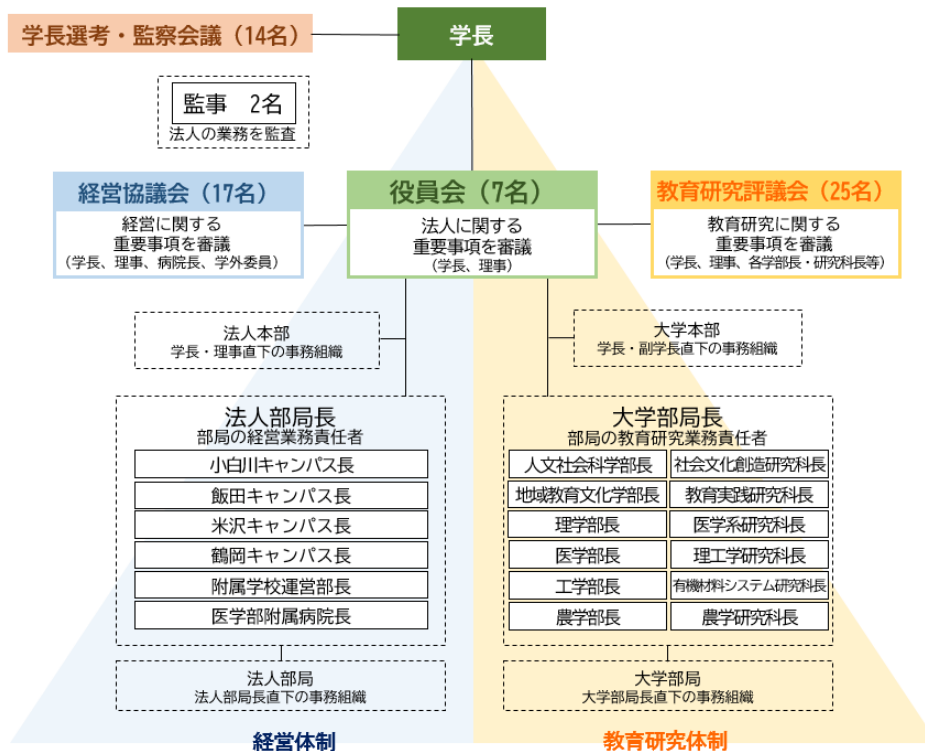 学長選考・監察会議（14名）
学長
監事　2名
法人の業務を監査
経営協議会（17名）
経営に関する
重要事項を審議
（学長、理事、病院長、学外委員）
役員会（7名）
法人に関する
重要事項を審議
（学長、理事）
教育研究評議会（25名）
教育研究に関する
重要事項を審議
（学長、理事、各学部長・研究科長等）
法人本部
学長・理事直下の事務組織
大学本部
学長・副学長直下の事務組織
法人部局長
部局の経営業務責任者
小白川キャンパス長
飯田キャンパス長
米沢キャンパス長
鶴岡キャンパス長
附属学校運営部長
医学部附属病院長
大学部局長
部局の教育研究業務責任者
人文社会科学部長
社会文化創造研究科長
地域教育文化学部長
教育実践研究科長
理学部長
医学系研究科長
医学部長
理工学研究科長
工学部長
有機材料システム研究科長
農学部長
農学研究科長
法人部局
法人部局長直下の事務組織
大学部局
大学部局長直下の事務組織
経営体制
教育研究体制